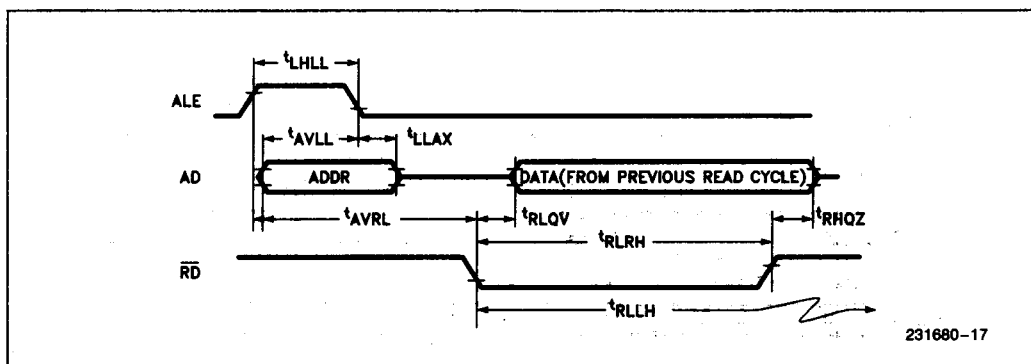 tLHLL
ALE
tAVLL
tLLAX
AD
ADDR
DATA(FROM PREVIOUS READ CYCLE)
tAVRL
tRLQV
tRHQZ
tRLRH
RD
tRLLH
231680–17